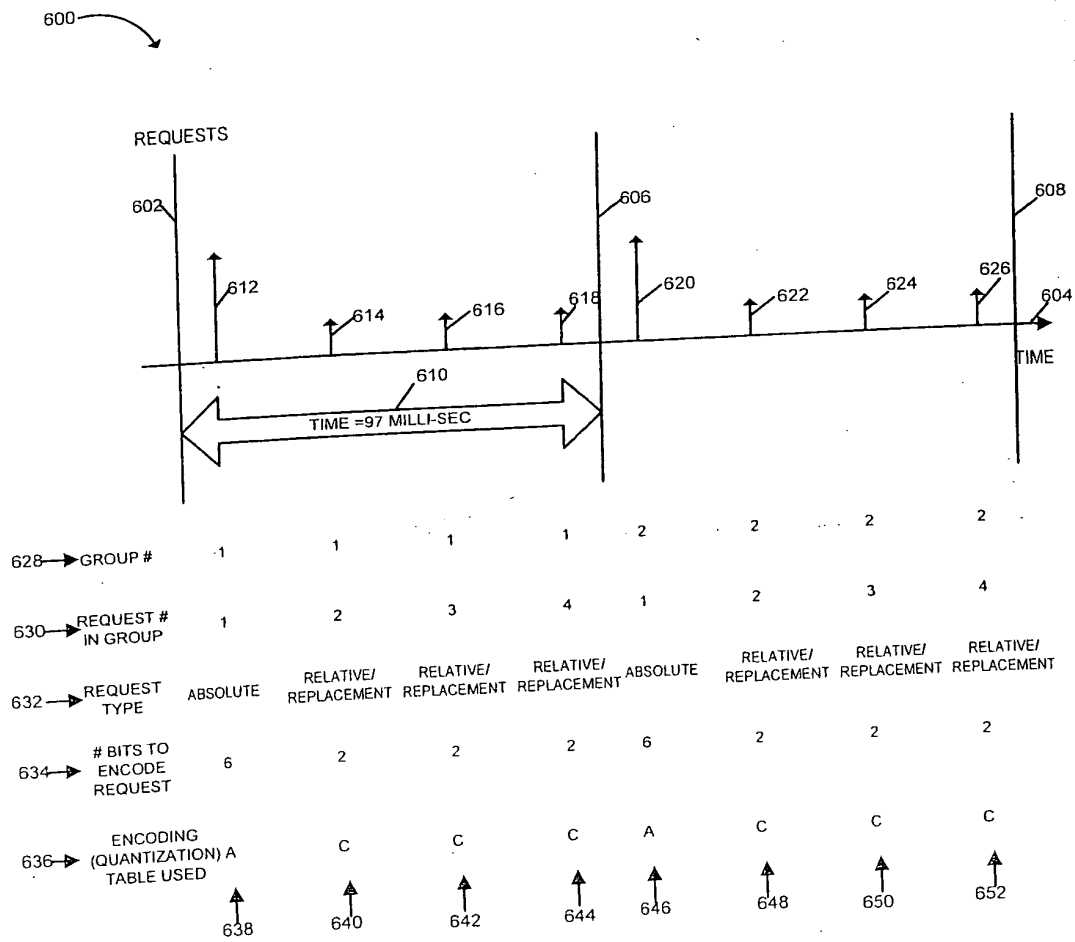 600
REQUESTS
602
606
608
612
614
616
618
620
622
624
626
604
TIME
610
TIME =97 MILLI-SEC
628 GROUP # 1 1 1 1 2 2 2 2
630 REQUEST # IN GROUP 1 2 3 4 1 2 3 4
632 REQUEST TYPE ABSOLUTE RELATIVE/ REPLACEMENT RELATIVE/ REPLACEMENT RELATIVE/ REPLACEMENT ABSOLUTE RELATIVE/ REPLACEMENT RELATIVE/ REPLACEMENT RELATIVE/ REPLACEMENT
634 # BITS TO ENCODE REQUEST 6 2 2 2 6 2 2 2
636 ENCODING (QUANTIZATION) TABLE USED A C C C A C C C
638 640 642 644 646 648 650 652